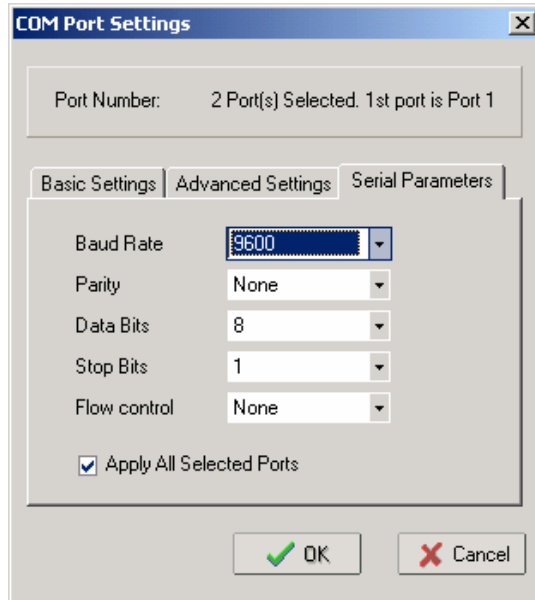 COM Port Settings
Port Number: 2 Port(s) Selected. 1st port is Port 1
Basic Settings Advanced Settings Serial Parameters
Baud Rate 9600
Parity None
Data Bits 8
Stop Bits 1
Flow control None
Apply All Selected Ports
OK Cancel